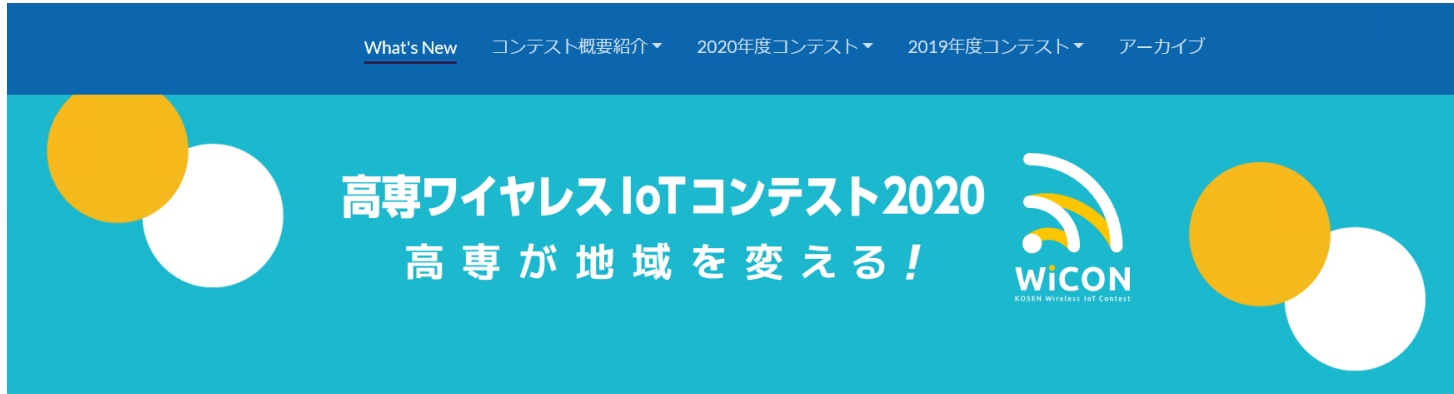 What's New コンテスト概要紹介 2020年度コンテスト 2019年度コンテスト アーカイブ
高専ワイヤレスIoTコンテスト2020
高専が地域を変える!
WiCON
KOSEN Wireless IoT Contest